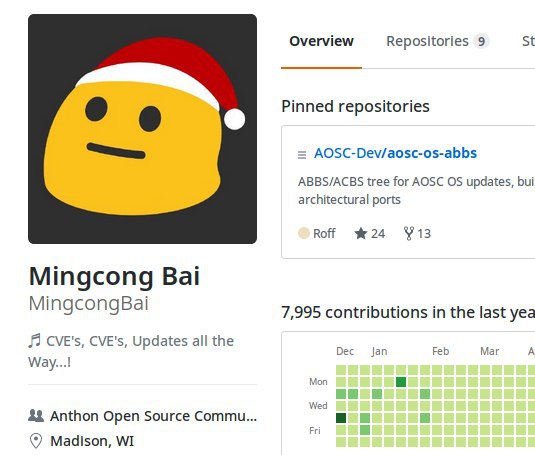 Overview Repositories 9 St
Pinned repositories
AOSC-Dev/aosc-os-abbs
ABBS/ACBS tree for AOSC OS updates, bui
architectural ports
Roff 24 13
Mingcong Bai
MingcongBai
🎵 CVE's, CVE's, Updates all the
Way...!
Anthon Open Source Commu...
Madison, WI
7,995 contributions in the last yea
Dec Jan Feb Mar A
Mon
Wed
Fri